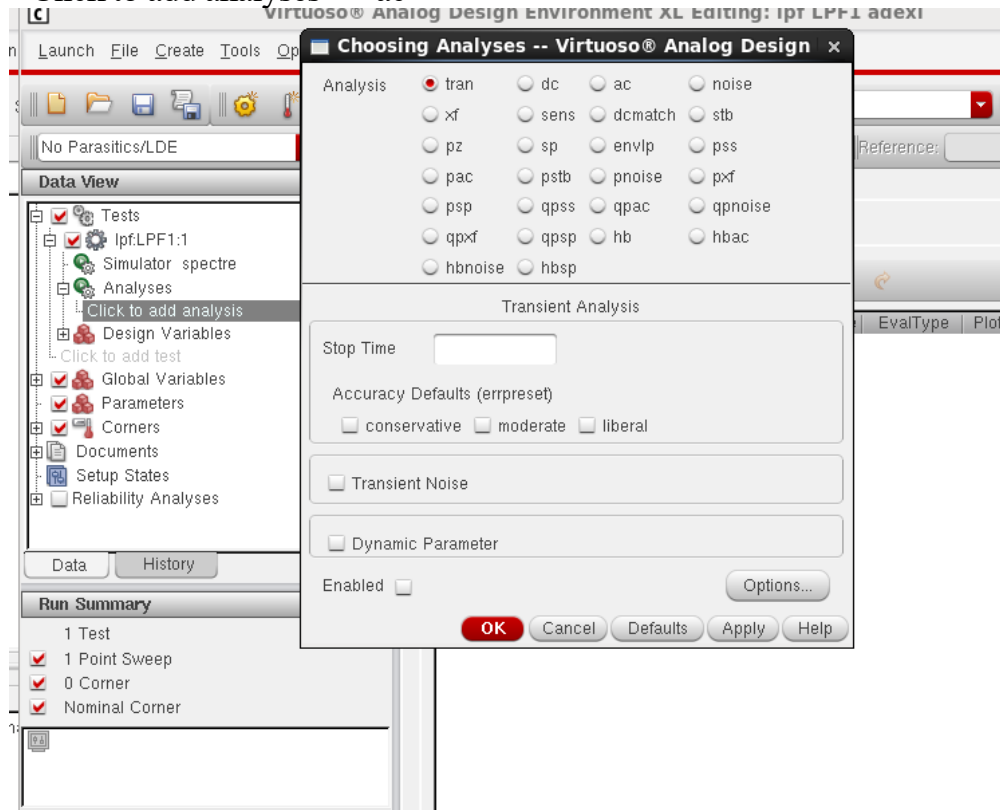 Click to add analyses
Virtuoso® Analog Design Environment XL Editing: lpf LPF1 adexl
Launch File Create Tools Op
No Parasitics/LDE
Reference:
Data View
Tests
lpf:LPF1:1
Simulator spectre
Analyses
Click to add analysis
Design Variables
Click to add test
Global Variables
Parameters
Corners
Documents
Setup States
Reliability Analyses
Data History
Run Summary
1 Test
1 Point Sweep
0 Corner
Nominal Corner
EvalType Plot
Choosing Analyses -- Virtuoso® Analog Design
Analysis tran dc ac noise
xf sens dcmatch stb
pz sp envlp pss
pac pstb pnoise pxf
psp qpss qpac qpnoise
qpxf qpsp hb hbac
hbnoise hbsp
Transient Analysis
Stop Time
Accuracy Defaults (errpreset)
conservative moderate liberal
Transient Noise
Dynamic Parameter
Enabled Options...
OK Cancel Defaults Apply Help